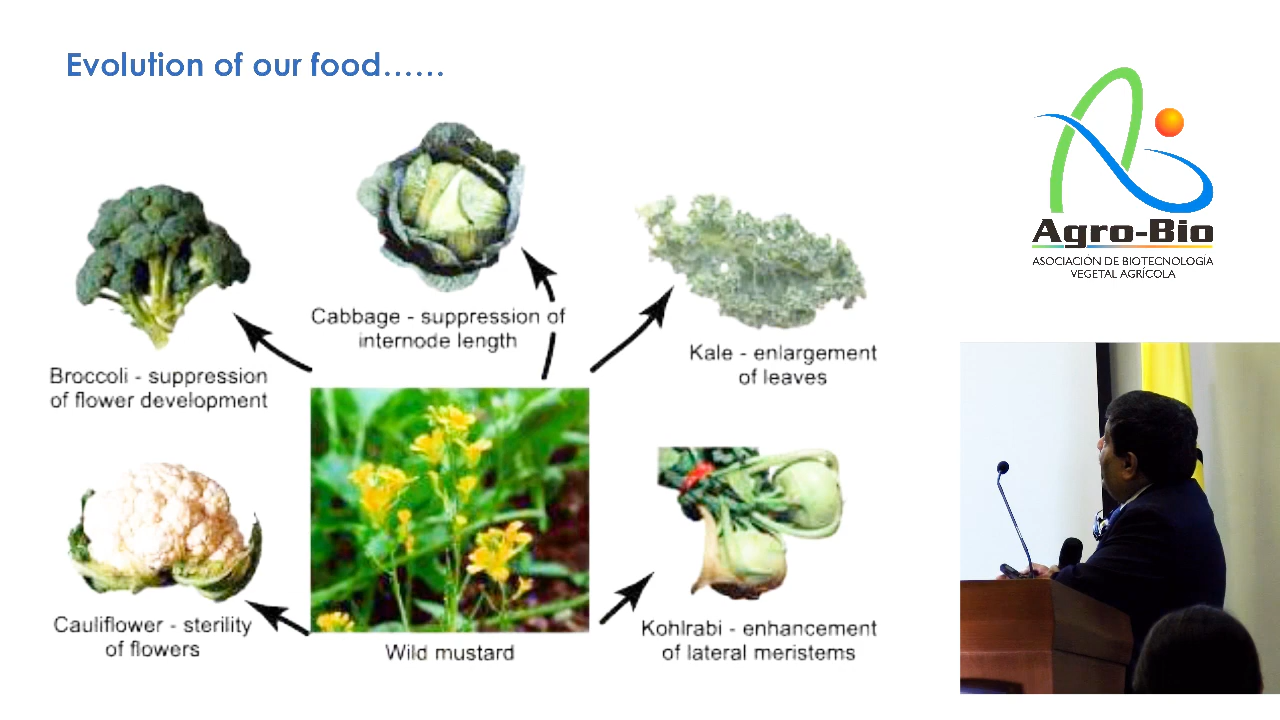 Evolution of our food......
Agro-Bio
ASOCIACIÓN DE BIOTECNOLOGÍA
VEGETAL AGRÍCOLA
Cabbage - suppression of
internode length
Kale - enlargement
of leaves
Broccoli - suppression
of flower development
Cauliflower - sterility
of flowers
Wild mustard
Kohlrabi - enhancement
of lateral meristems